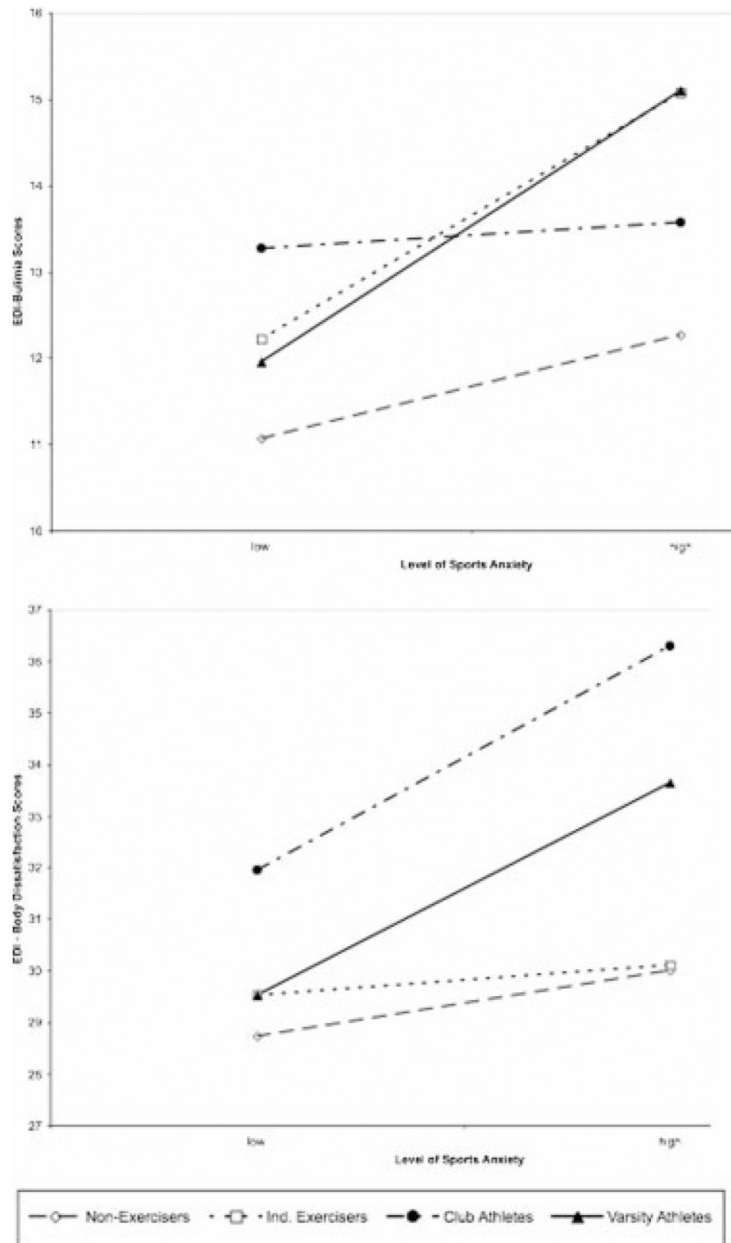 16
15
14
13
12
11
10
EDI-Bulimia Scores
low
high
Level of Sports Anxiety
37
36
35
34
33
32
31
30
29
28
27
EDI - Body Dissatisfaction Scores
low
high
Level of Sports Anxiety
Non-Exercisers
Ind. Exercisers
Club Athletes
Varsity Athletes